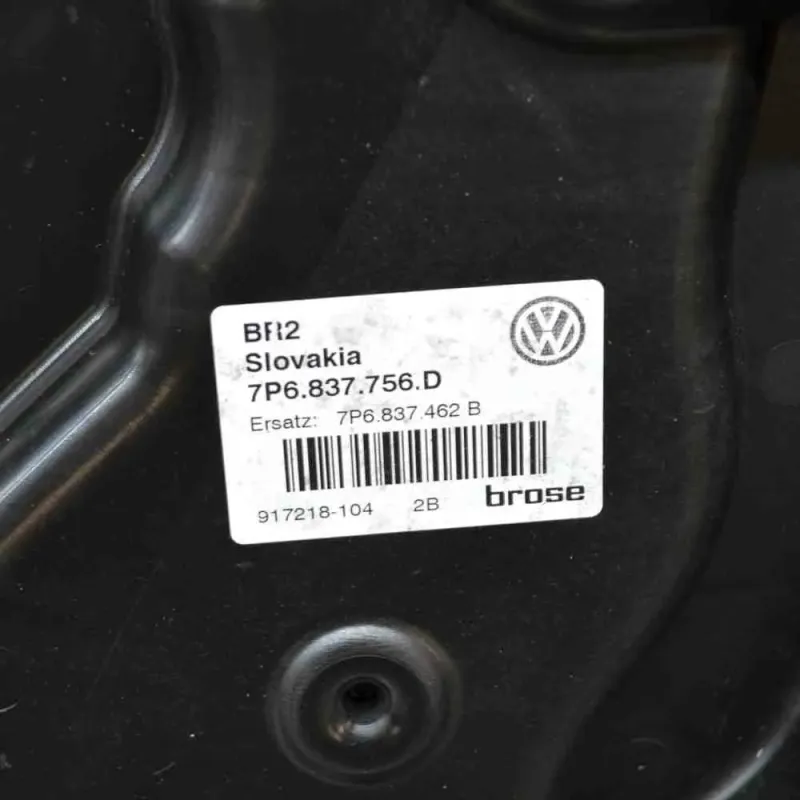 BR2
Slovakia
7P6.837.756.D
Ersatz: 7P6.837.462 B
917218-104 2B brose